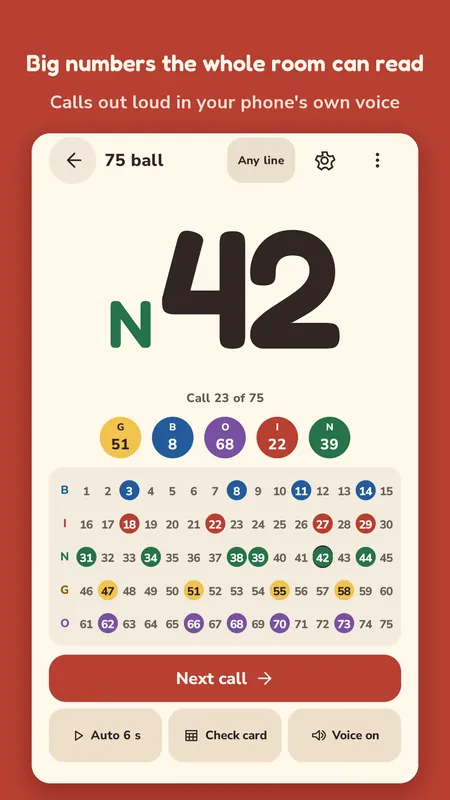 Big numbers the whole room can read
Calls out loud in your phone's own voice
75 ball
Any line
N 42
Call 23 of 75
G 51
B 8
O 68
I 22
N 39
B 1 2 3 4 5 6 7 8 9 10 11 12 13 14 15
I 16 17 18 19 20 21 22 23 24 25 26 27 28 29 30
N 31 32 33 34 35 36 37 38 39 40 41 42 43 44 45
G 46 47 48 49 50 51 52 53 54 55 56 57 58 59 60
O 61 62 63 64 65 66 67 68 69 70 71 72 73 74 75
Next call
Auto 6 s
Check card
Voice on